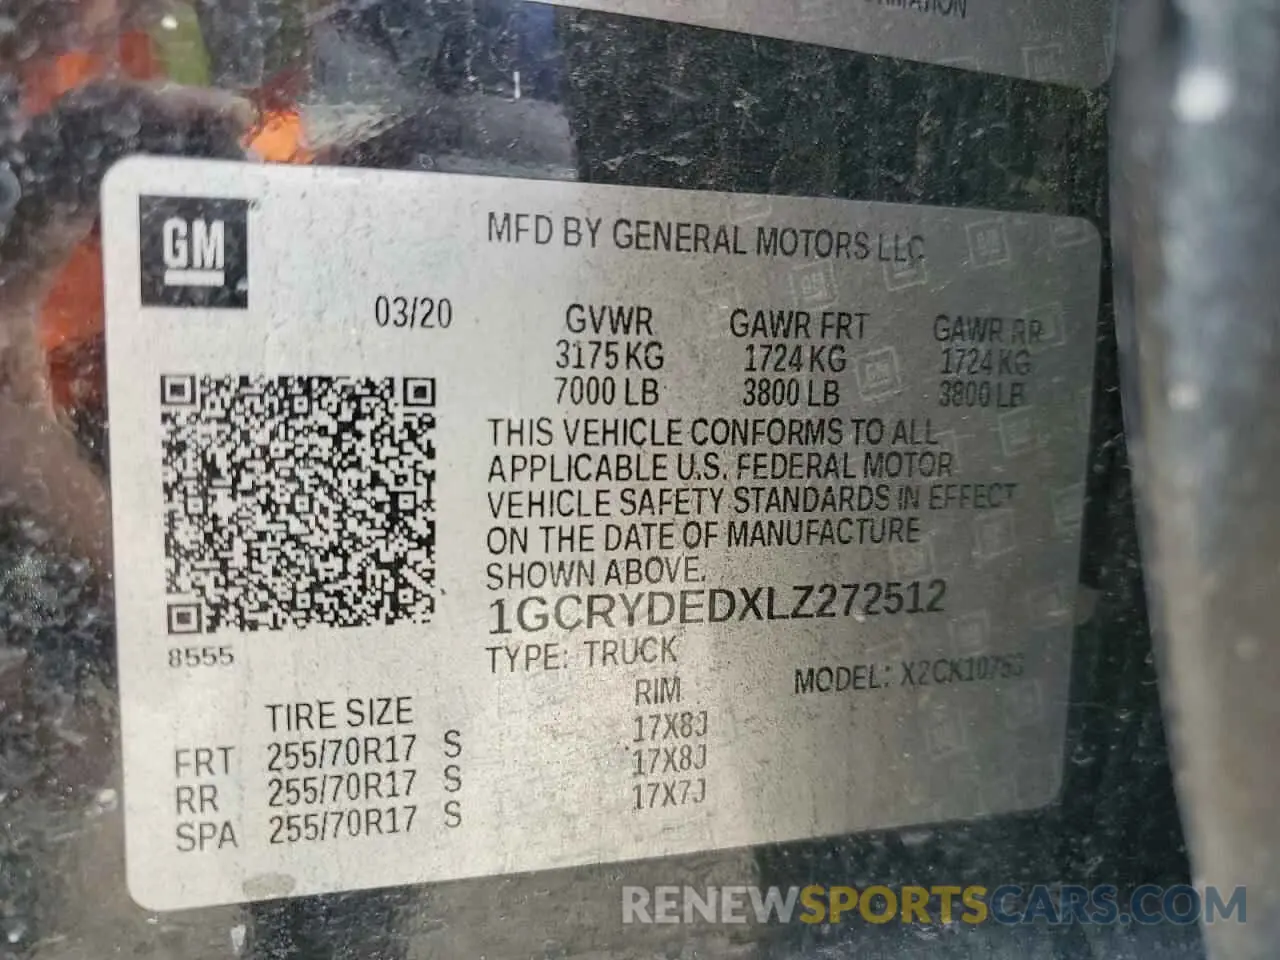 GM
MFD BY GENERAL MOTORS LLC
03/20
GVWR GAWR FRT GAWR RR
3175 KG 1724 KG 1724 KG
7000 LB 3800 LB 3800 LB
THIS VEHICLE CONFORMS TO ALL
APPLICABLE U.S. FEDERAL MOTOR
VEHICLE SAFETY STANDARDS IN EFFECT
ON THE DATE OF MANUFACTURE
SHOWN ABOVE.
1GCRYDEDXLZ272512
8555
TYPE: TRUCK
MODEL:
TIRE SIZE RIM
FRT 255/70R17 S 17X8J
RR 255/70R17 S 17X8J
SPA 255/70R17 S 17X7J
RENEWSPORTSCARS.COM